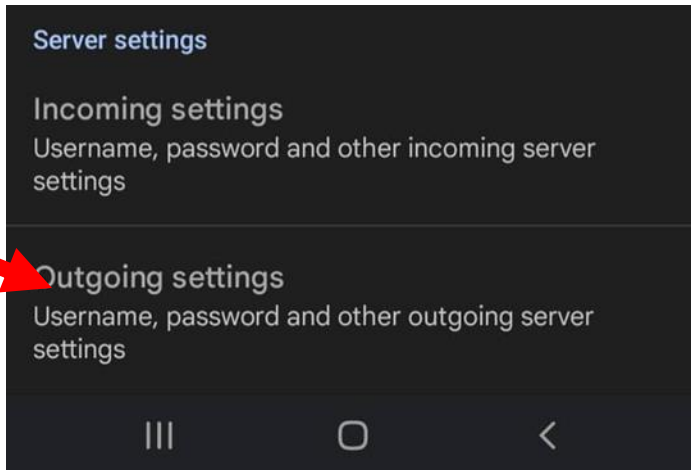 Server settings
Incoming settings
Username, password and other incoming server
settings
Outgoing settings
Username, password and other outgoing server
settings